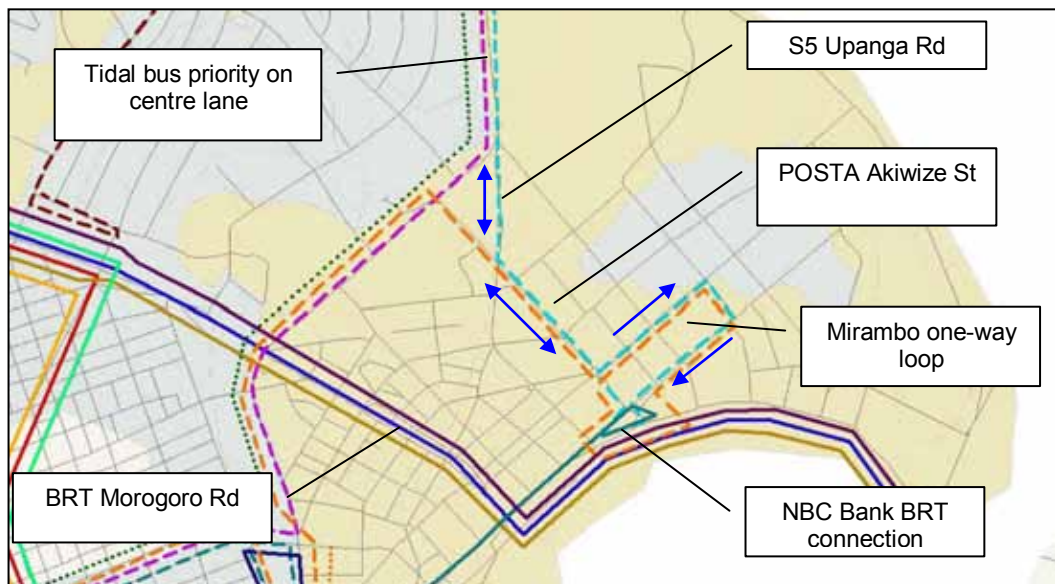 Tidal bus priority on
centre lane
S5 Upanga Rd
POSTA Akiwize St
Mirambo one-way
loop
BRT Morogoro Rd
NBC Bank BRT
connection